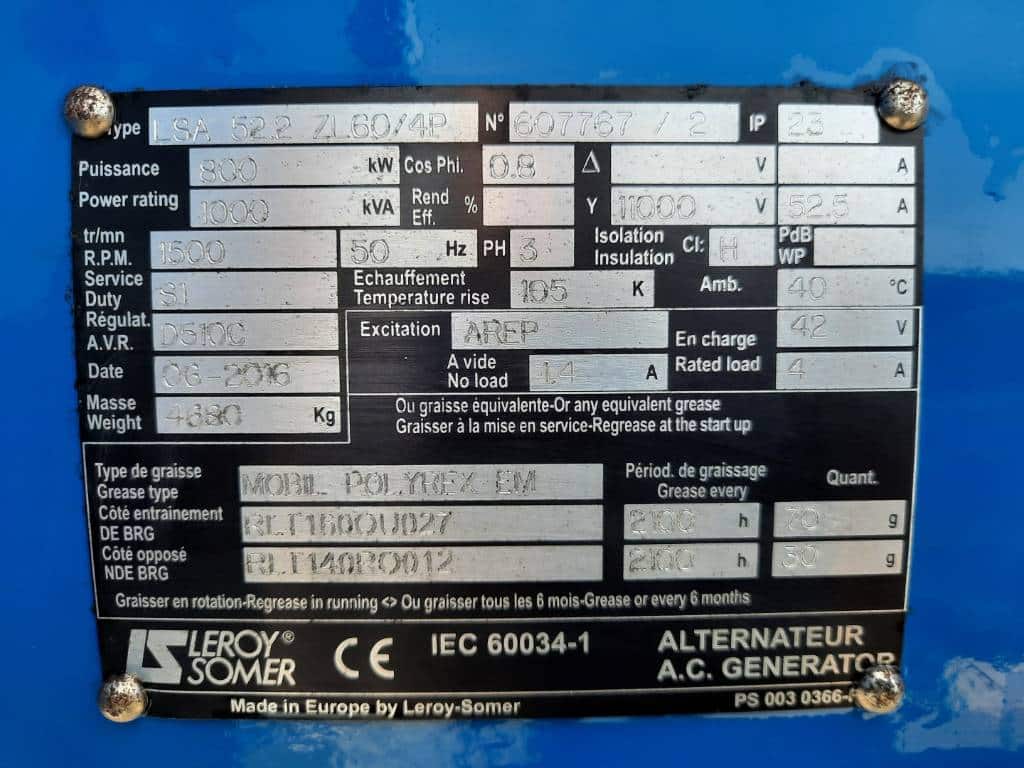 Type LSA 52.2 ZL60/4P N° 607767 / 2 IP 23
Puissance 800 kW Cos Phi. 0.8 Δ V A
Power rating 1000 kVA Rend Eff. % Y 11000 V 52.5 A
tr/mn R.P.M. 1500 50 Hz PH 3 Isolation Insulation Cl: H PdB WP
Service Duty S1 Echauffement Temperature rise 105 K Amb. 40 °C
Régulat. A.V.R. D510C Excitation AREP En charge Rated load 42 V
Date 06-2016 A vide No load 1.4 A 4 A
Masse Weight 4680 Kg
Ou graisse équivalente-Or any equivalent grease
Graisser à la mise en service-Regrease at the start up
Type de graisse Grease type MOBIL POLYREX EM Périod. de graissage Grease every Quant.
Côté entrainement DE BRG 2100 h 70 g
Côté opposé NDE BRG 2100 h g
Graisser en rotation-Regrease in running <> Ou graisser tous les 6 mois-Grease or every 6 months
LEROY® SOMER CE IEC 60034-1 ALTERNATEUR
A.C. GENERATOR
Made in Europe by Leroy-Somer PS 003 0366-